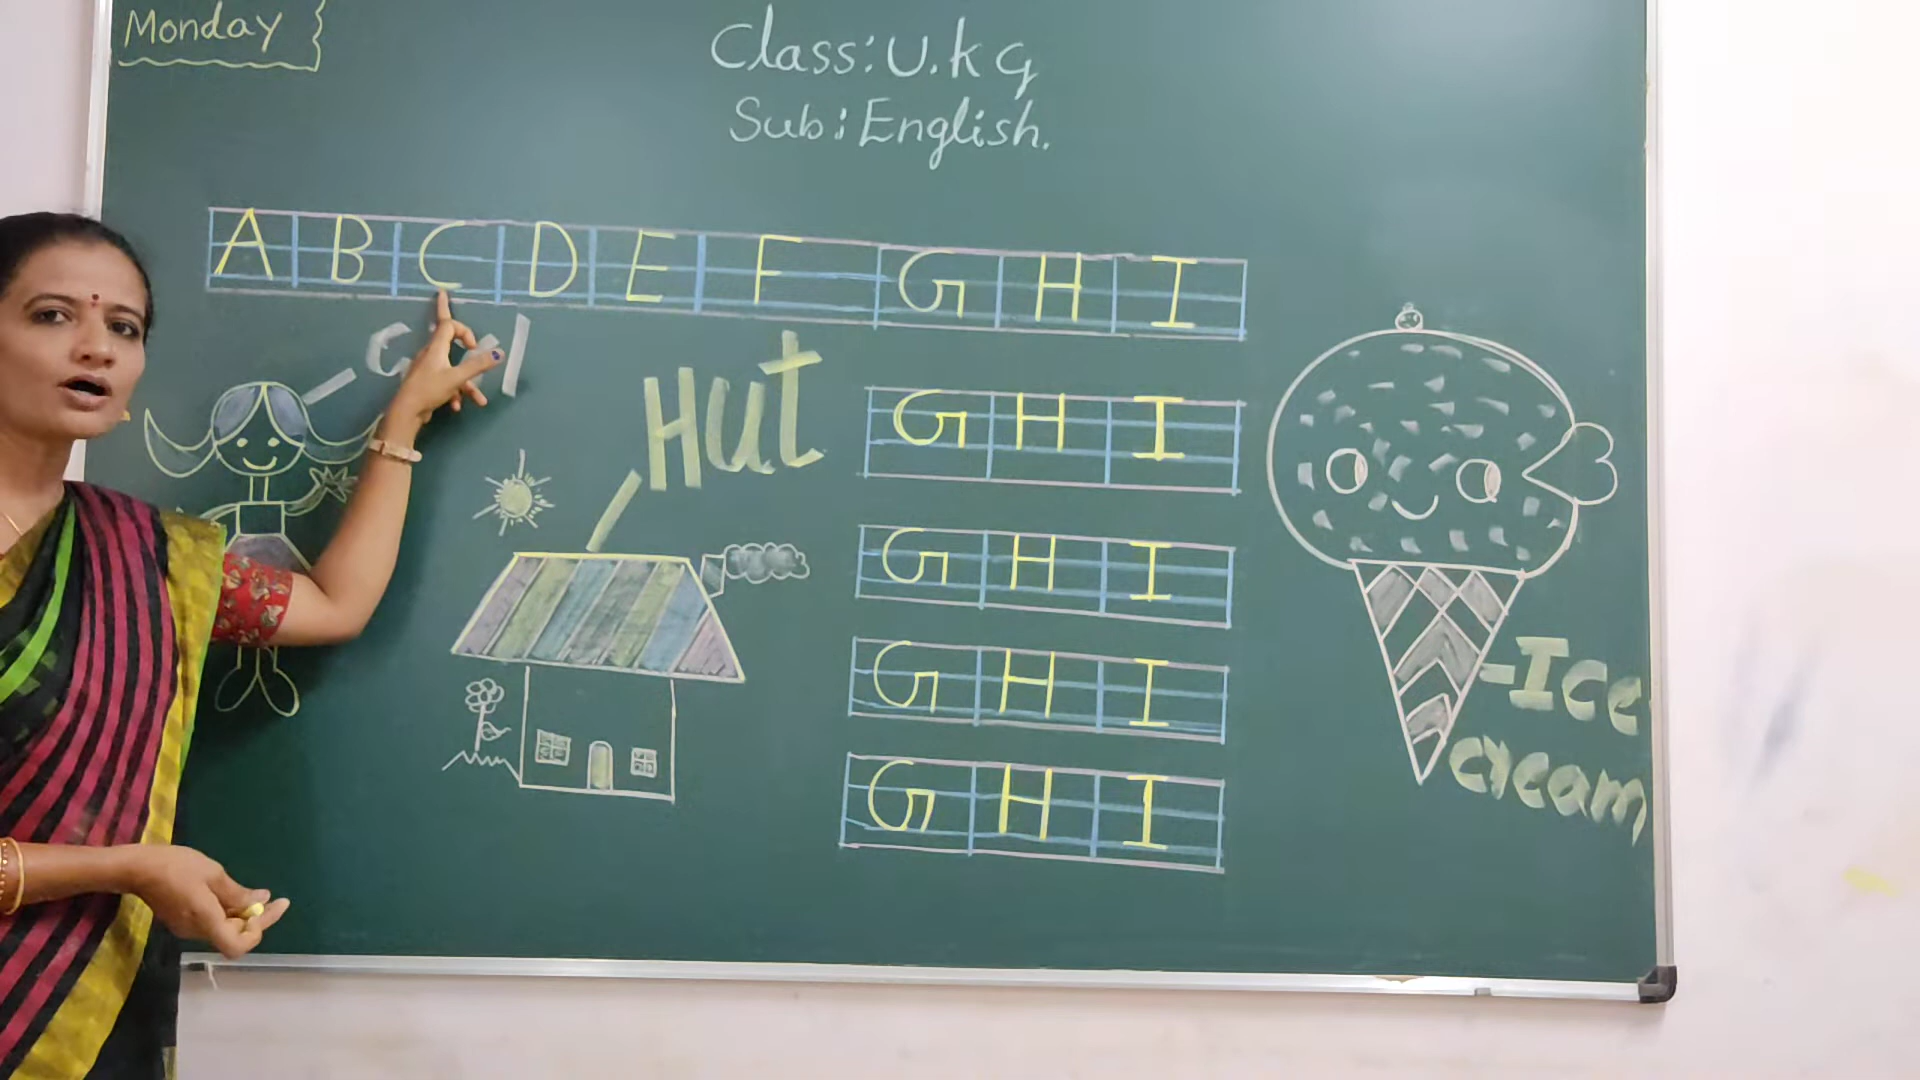 Monday
Class: U.K G
Sub: English.
A B C D E F G H I
Hut
G H I
G H I
G H I
G H I
-Ice
cream